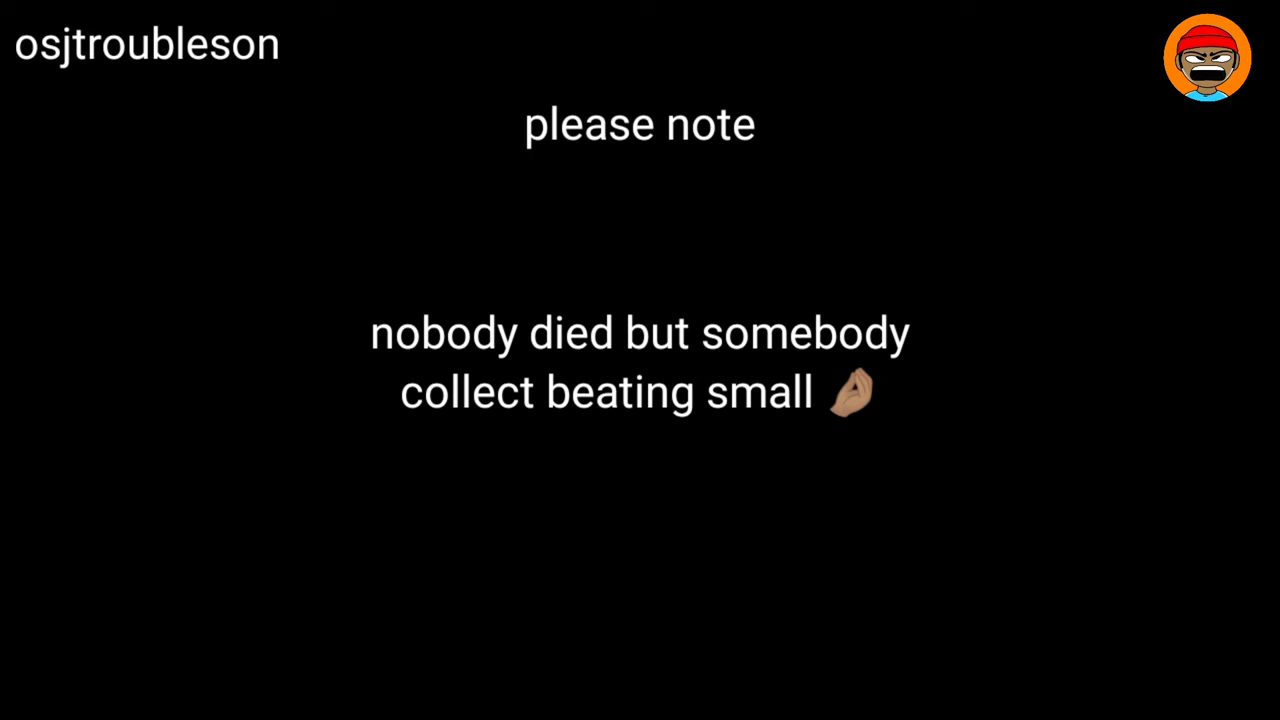 osjtroubleson
please note
nobody died but somebody
collect beating small 🤌🏽